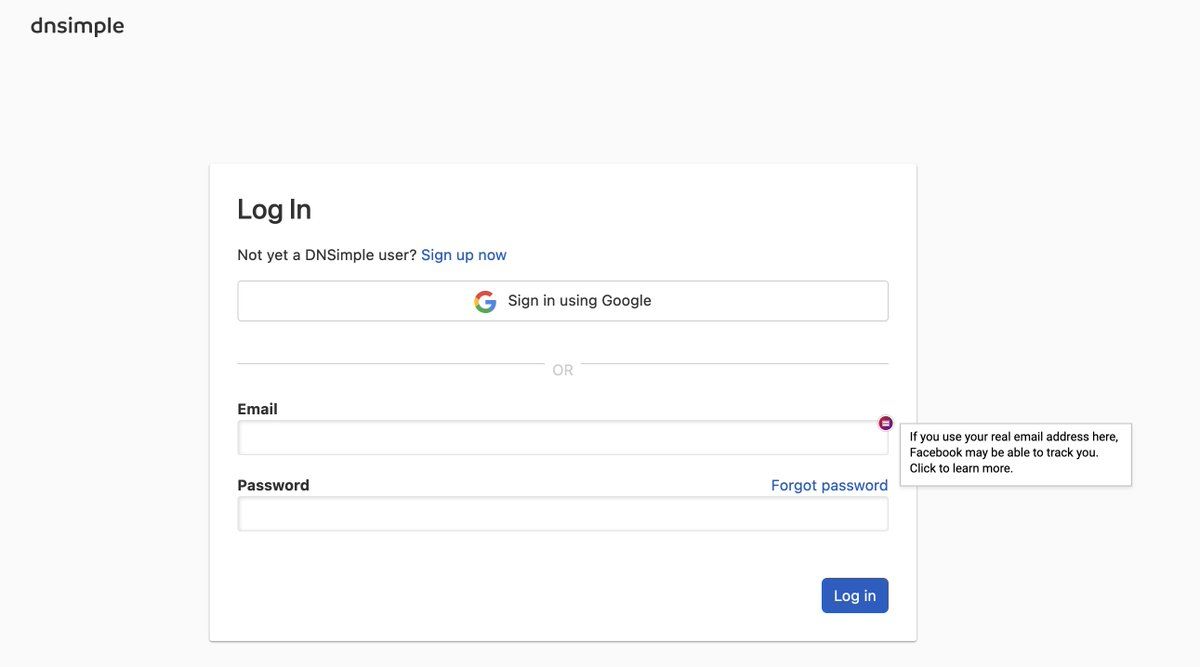 dnsimple
Log In
Not yet a DNSimple user? Sign up now
Sign in using Google
OR
Email
If you use your real email address here,
Facebook may be able to track you.
Click to learn more.
Password
Forgot password
Log in